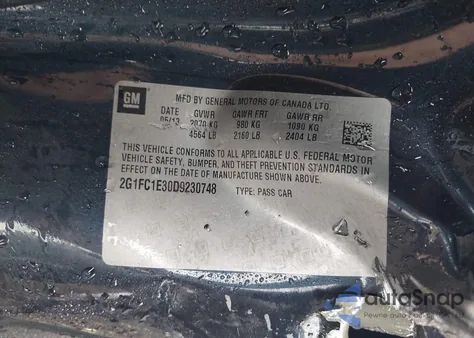 GM
MFD BY GENERAL MOTORS OF CANADA LTD.
DATE GVWR GAWR FRT GAWR RR
05/13 2070 KG 980 KG 1090 KG
4564 LB 2160 LB 2404 LB
THIS VEHICLE CONFORMS TO ALL APPLICABLE U.S. FEDERAL MOTOR
VEHICLE SAFETY, BUMPER, AND THEFT PREVENTION STANDARDS IN
EFFECT ON THE DATE OF MANUFACTURE SHOWN ABOVE.
2G1FC1E30D9230748 TYPE: PASS CAR
autoSnap
Pewne auto